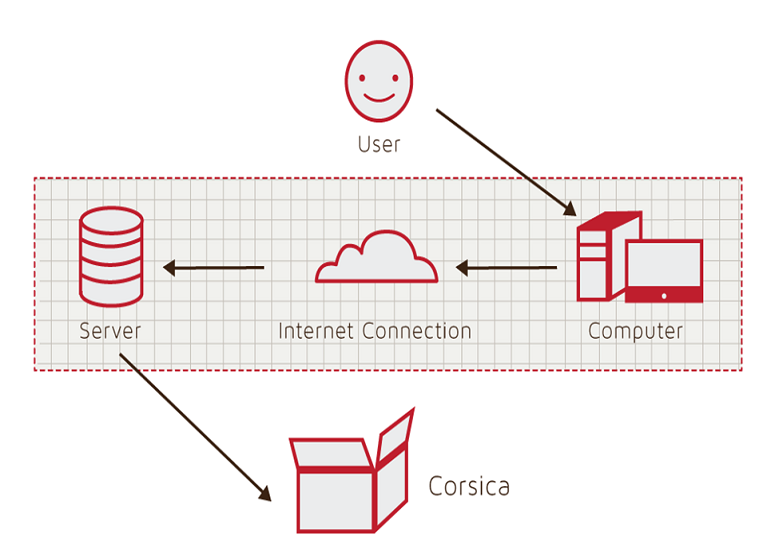 User
Server
Internet Connection
Computer
Corsica